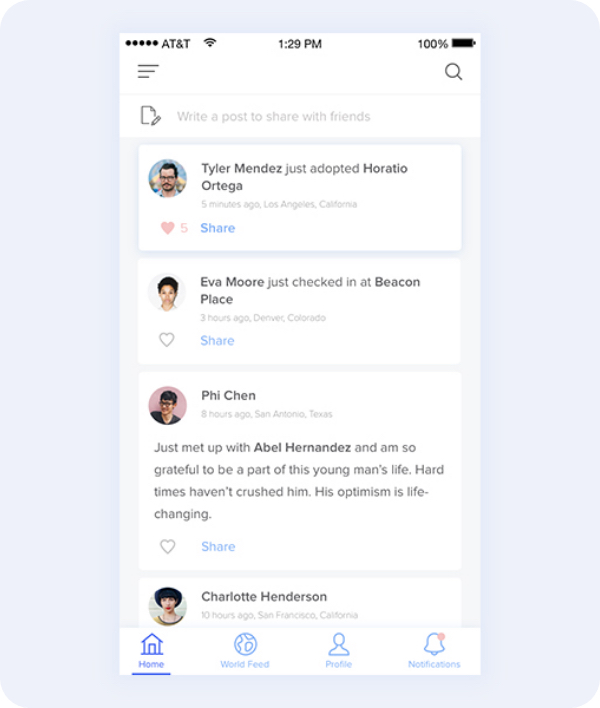 AT&T 1:29 PM 100%
Write a post to share with friends
Tyler Mendez just adopted Horatio
Ortega
5 minutes ago, Los Angeles, California
5 Share
Eva Moore just checked in at Beacon
Place
3 hours ago, Denver, Colorado
Share
Phi Chen
8 hours ago, San Antonio, Texas
Just met up with Abel Hernandez and am so
grateful to be a part of this young man's life. Hard
times haven't crushed him. His optimism is life-
changing.
Share
Charlotte Henderson
10 hours ago, San Francisco, California
Home World Feed Profile Notifications